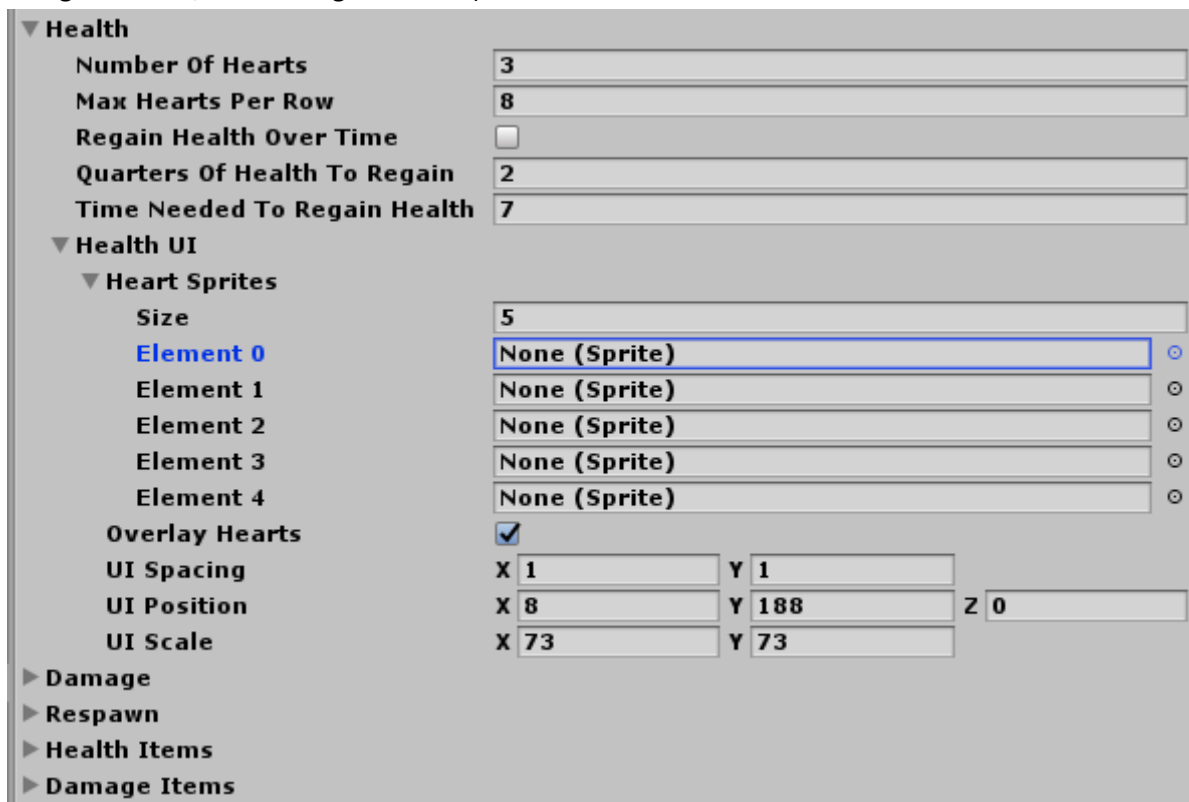 Health
Number Of Hearts 3
Max Hearts Per Row 8
Regain Health Over Time
Quarters Of Health To Regain 2
Time Needed To Regain Health 7
Health UI
Heart Sprites
Size 5
Element 0 None (Sprite)
Element 1 None (Sprite)
Element 2 None (Sprite)
Element 3 None (Sprite)
Element 4 None (Sprite)
Overlay Hearts
UI Spacing X 1 Y 1
UI Position X 8 Y 188 Z 0
UI Scale X 73 Y 73
Damage
Respawn
Health Items
Damage Items